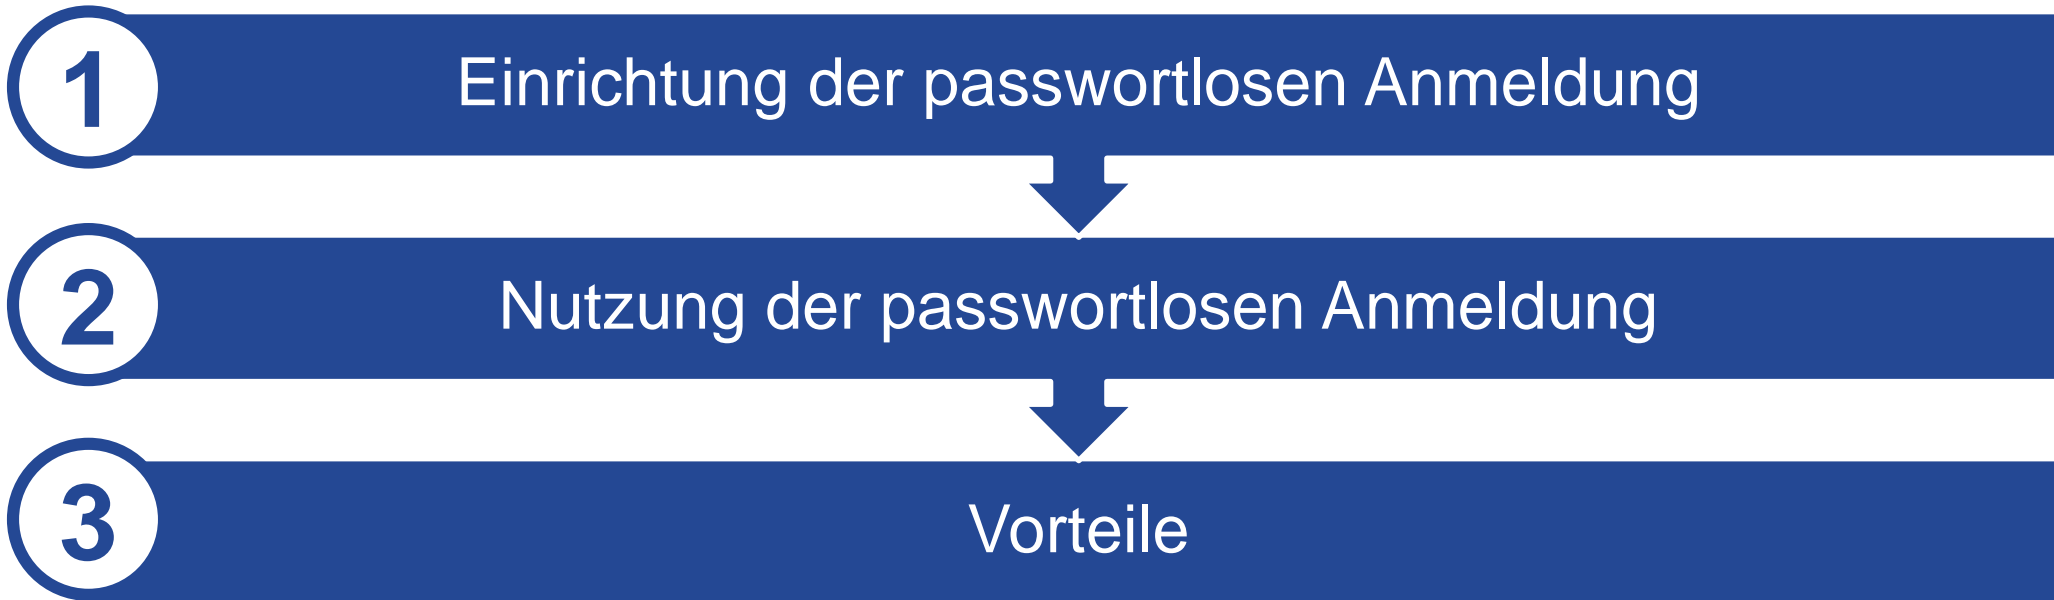 1
Einrichtung der passwortlosen Anmeldung
2
Nutzung der passwortlosen Anmeldung
3
Vorteile